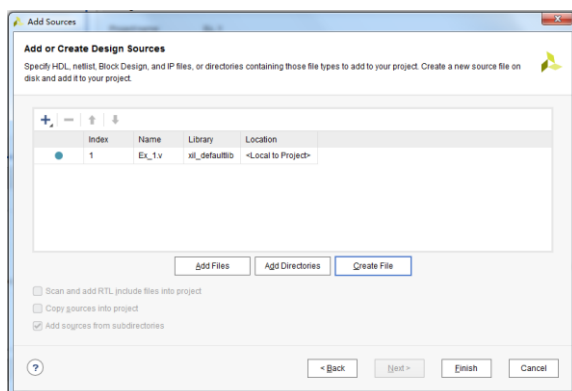 Add Sources
Add or Create Design Sources
Specify HDL, netlist, Block Design, and IP files, or directories containing those file types to add to your project. Create a new source file on
disk and add it to your project.
Index Name Library Location
1 Ex_1.v xil_defaultlib <Local to Project>
Add Files Add Directories Create File
Scan and add RTL include files into project
Copy sources into project
Add sources from subdirectories
? < Back Next > Finish Cancel